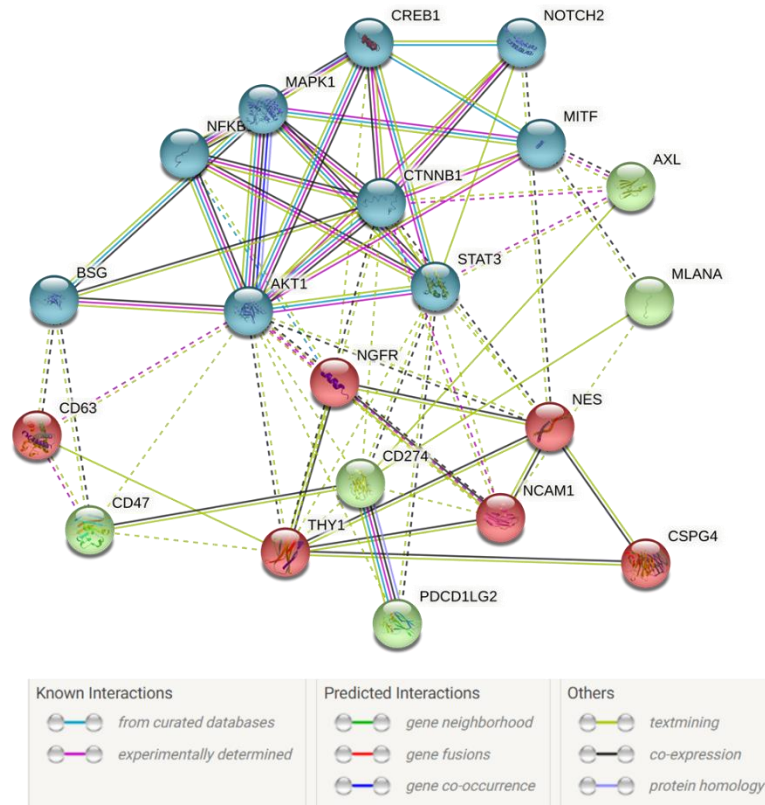 CREB1
NOTCH2
MAPK1
MITF
NFKB
AXL
CTNNB1
STAT3
BSG
MLANA
AKT1
NGFR
NES
CD63
CD274
NCAM1
CD47
THY1
CSPG4
PDCD1LG2
Known Interactions
from curated databases
experimentally determined
Predicted Interactions
gene neighborhood
gene fusions
gene co-occurrence
Others
textmining
co-expression
protein homology